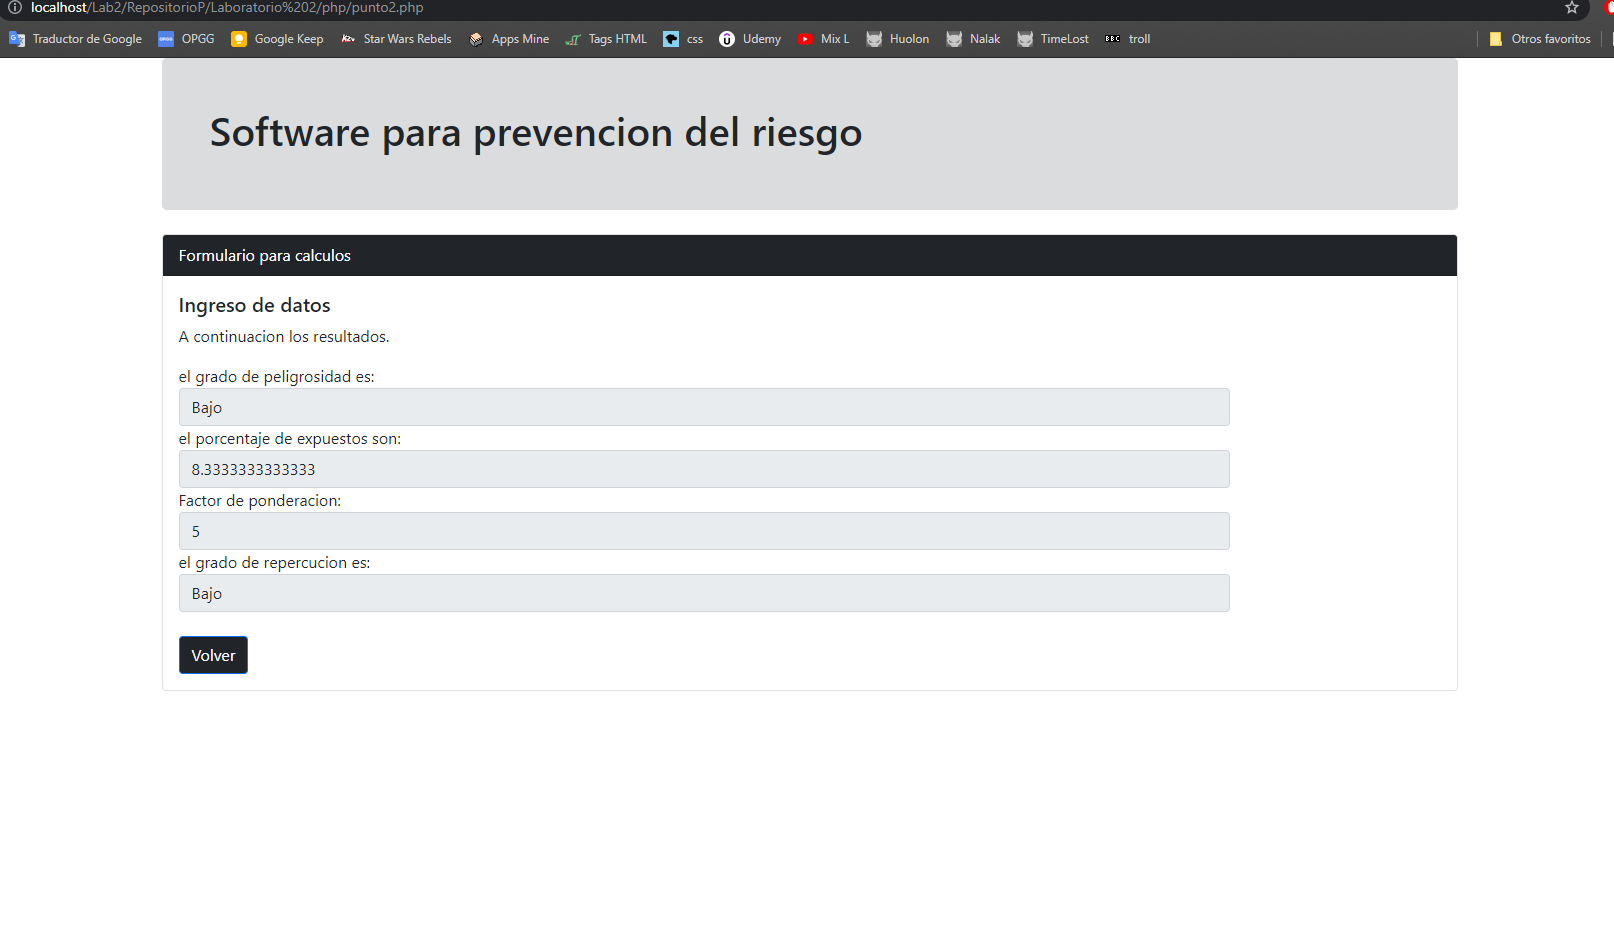 localhost/Lab2/RepositorioP/Laboratorio%202/php/punto2.php
Traductor de Google OPGG Google Keep Star Wars Rebels Apps Mine Tags HTML css Udemy Mix L Huolon Nalak TimeLost BBC troll Otros favoritos
Software para prevencion del riesgo
Formulario para calculos
Ingreso de datos
A continuacion los resultados.
el grado de peligrosidad es:
Bajo
el porcentaje de expuestos son:
8.3333333333333
Factor de ponderacion:
5
el grado de repercucion es:
Bajo
Volver